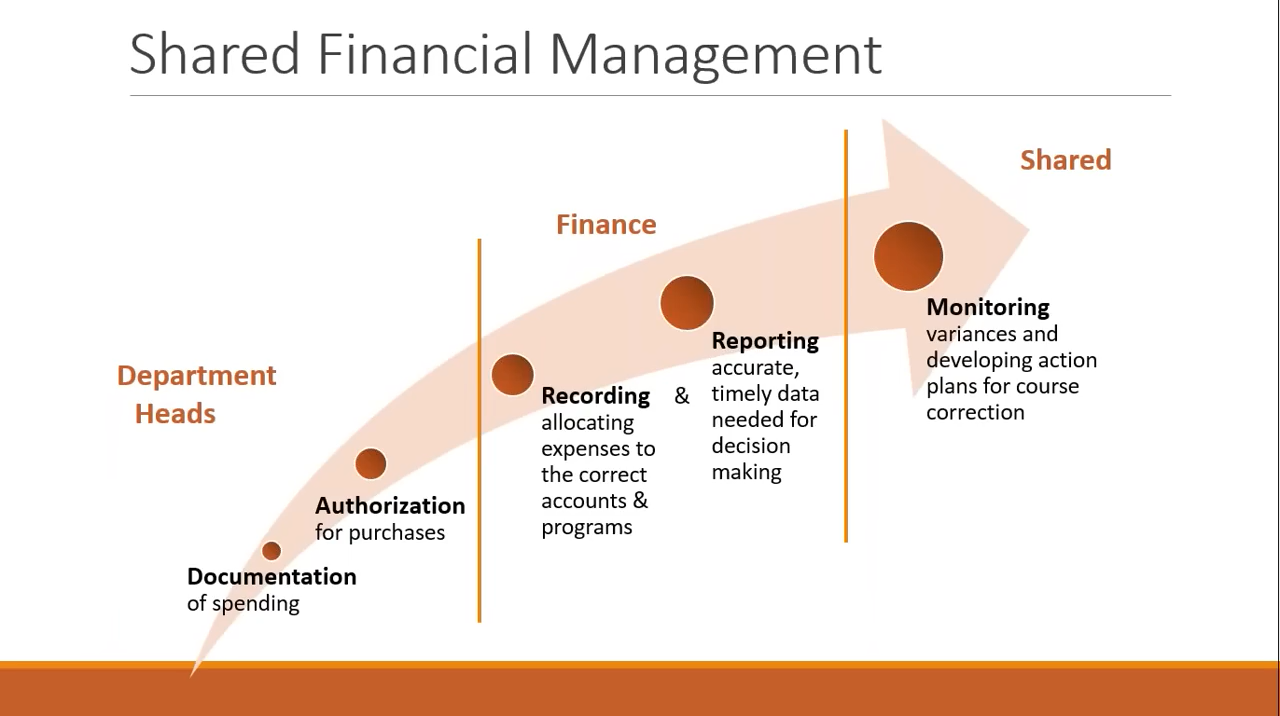 Shared Financial Management
Department
Heads
Documentation
of spending
Authorization
for purchases
Finance
Recording
allocating
expenses to
the correct
accounts &
programs
&
Reporting
accurate,
timely data
needed for
decision
making
Shared
Monitoring
variances and
developing action
plans for course
correction